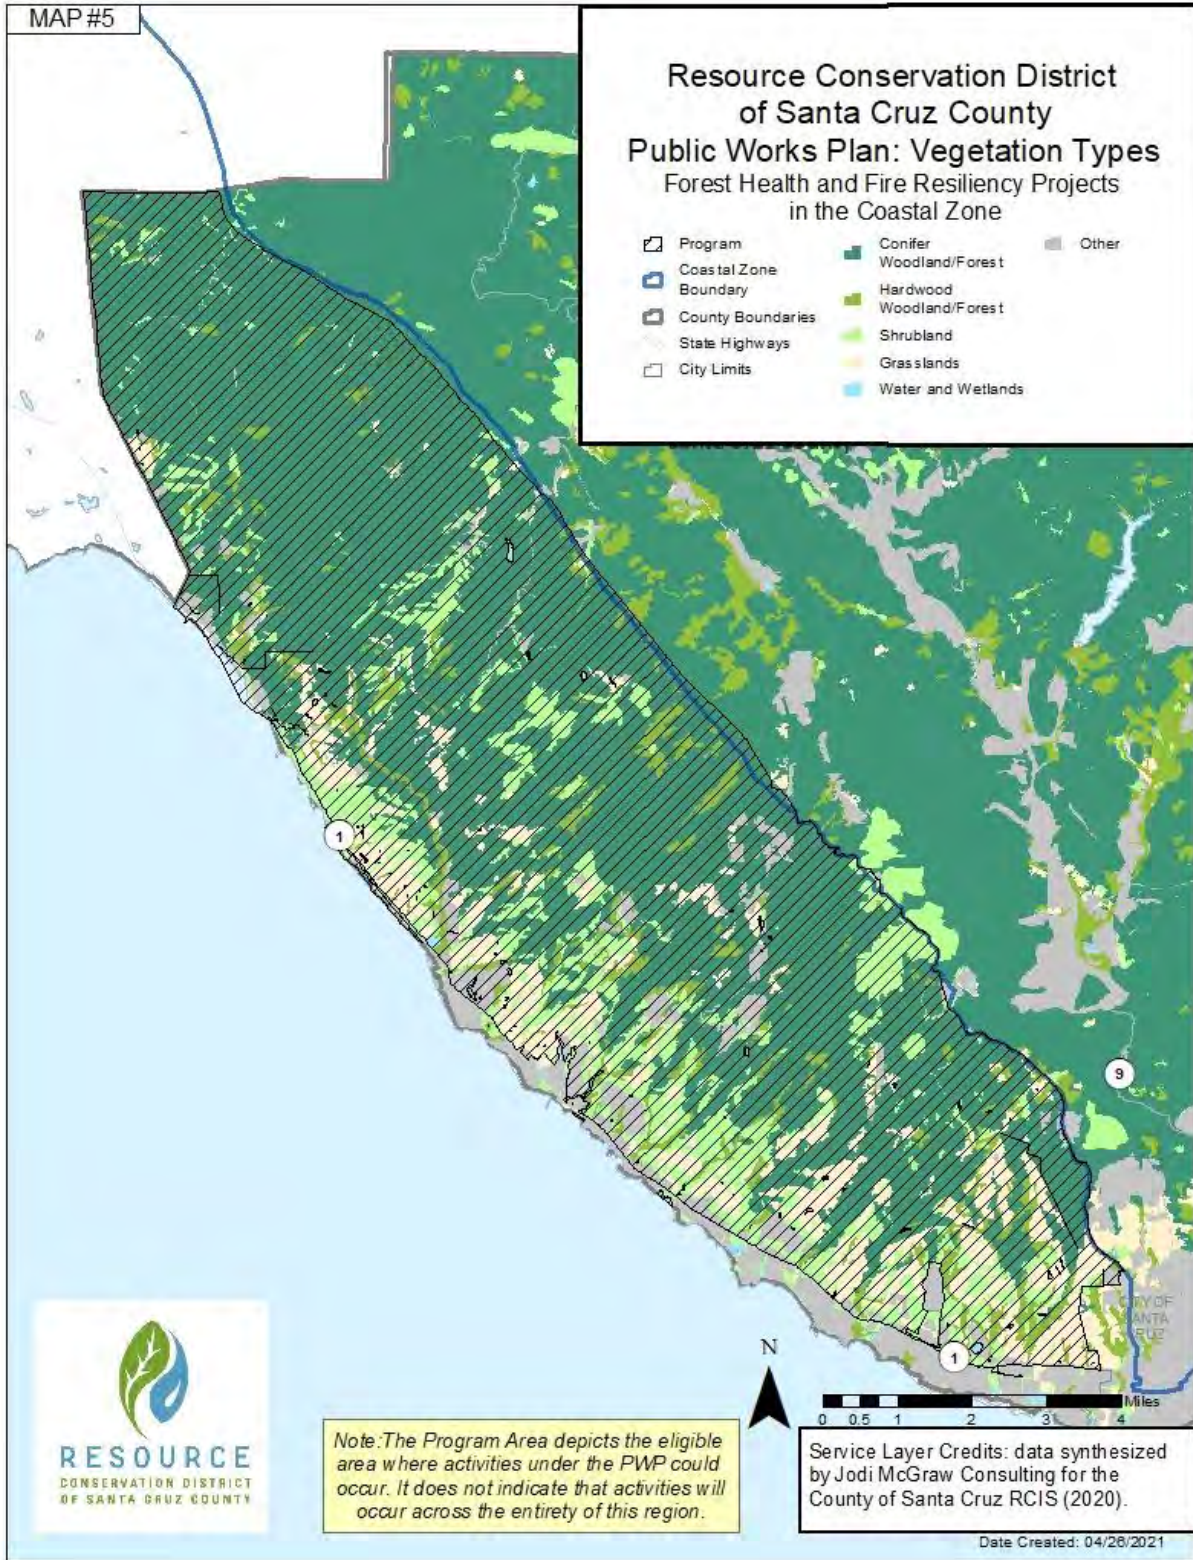 MAP #5
Resource Conservation District
of Santa Cruz County
Public Works Plan: Vegetation Types
Forest Health and Fire Resiliency Projects
in the Coastal Zone
Program
Coastal Zone
Boundary
County Boundaries
State Highways
City Limits
Conifer
Woodland/Forest
Hardwood
Woodland/Forest
Shrubland
Grasslands
Water and Wetlands
Other
1
9
CITY OF
SANTA
CRUZ
1
N
Miles
0 0.5 1 2 3 4
RESOURCE
CONSERVATION DISTRICT
OF SANTA CRUZ COUNTY
Note:The Program Area depicts the eligible
area where activities under the PWP could
occur. It does not indicate that activities will
occur across the entirety of this region.
Service Layer Credits: data synthesized
by Jodi McGraw Consulting for the
County of Santa Cruz RCIS (2020).
Date Created: 04/26/2021